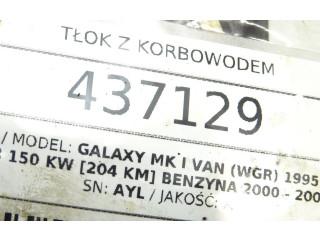 TŁOK Z KORBOWODEM
437129
/ MODEL: GALAXY MK I VAN (WGR) 1995
150 KW [204 KM] BENZYNA 2000 - 200
SN: AYL / JAKOŚĆ: